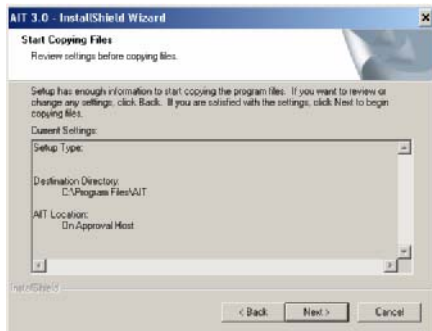 AIT 3.0 - InstallShield Wizard
Start Copying Files
Review settings before copying files.
Setup has enough information to start copying the program files. If you want to review or
change any settings, click Back. If you are satisfied with the settings, click Next to begin
copying files.
Current Settings:
Setup Type:
Destination Directory:
C:\Program Files\AIT
AIT Location:
On Approval Host
InstallShield
< Back
Next >
Cancel